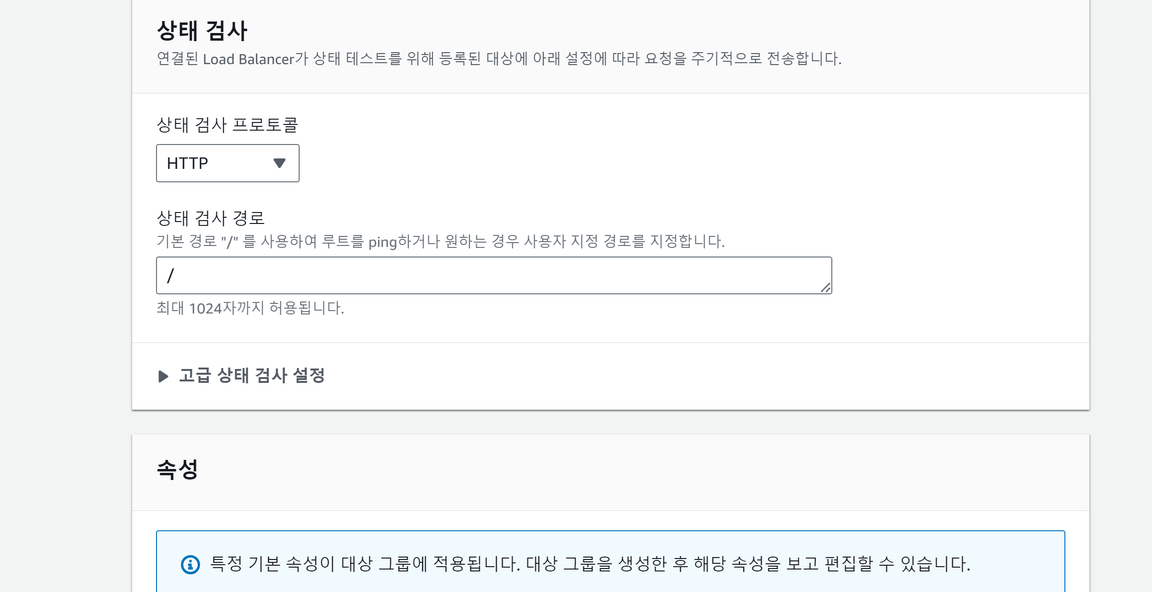 상태 검사
연결된 Load Balancer가 상태 테스트를 위해 등록된 대상에 아래 설정에 따라 요청을 주기적으로 전송합니다.
상태 검사 프로토콜
HTTP
상태 검사 경로
기본 경로 "/" 를 사용하여 루트를 ping하거나 원하는 경우 사용자 지정 경로를 지정합니다.
/
최대 1024자까지 허용됩니다.
고급 상태 검사 설정
속성
특정 기본 속성이 대상 그룹에 적용됩니다. 대상 그룹을 생성한 후 해당 속성을 보고 편집할 수 있습니다.